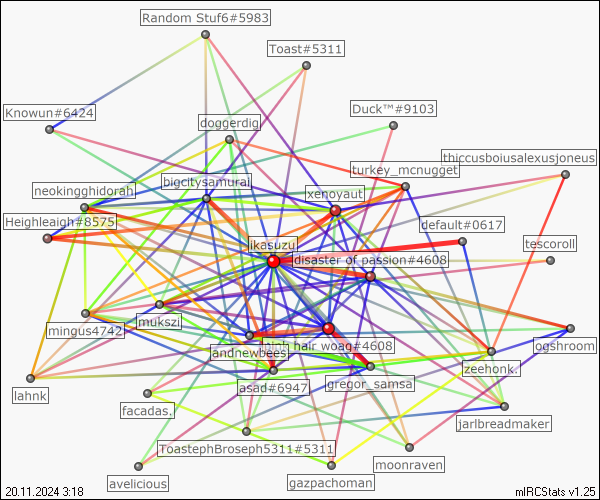 Random Stuf6#5983
Toast#5311
Duck™#9103
Knowun#6424
doggerdig
thiccusboiusalexusjoneus
turkey_mcnugget
bigcitysamurai
neokingghidorah
xenoyaut
Heighleaigh#8575
default#0617
ikasuzu
tescoroll
disaster of passion#4608
mukszi
mingus4742
ogshroom
high hair woag#4608
andnewbees
zeehonk.
gregor_samsa
asad#6947
lahnk
facadas.
jarlbreadmaker
ToastephBroseph5311#5311
moonraven
avelicious
gazpachoman
20.11.2024 3:18
mIRCStats v1.25